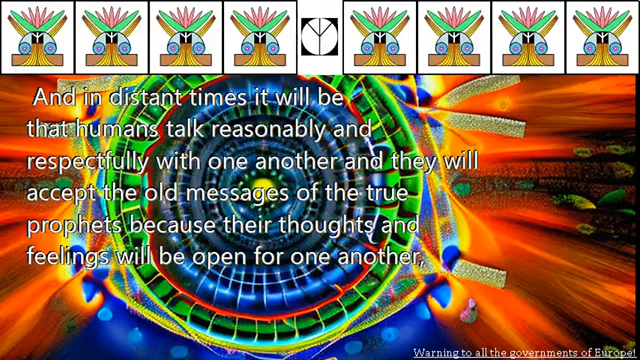 And in distant times it will be
that humans talk reasonably and
respectfully with one another and they will
accept the old messages of the true
prophets because their thoughts and
feelings will be open for one another,
Warning to all the governments of Europe!